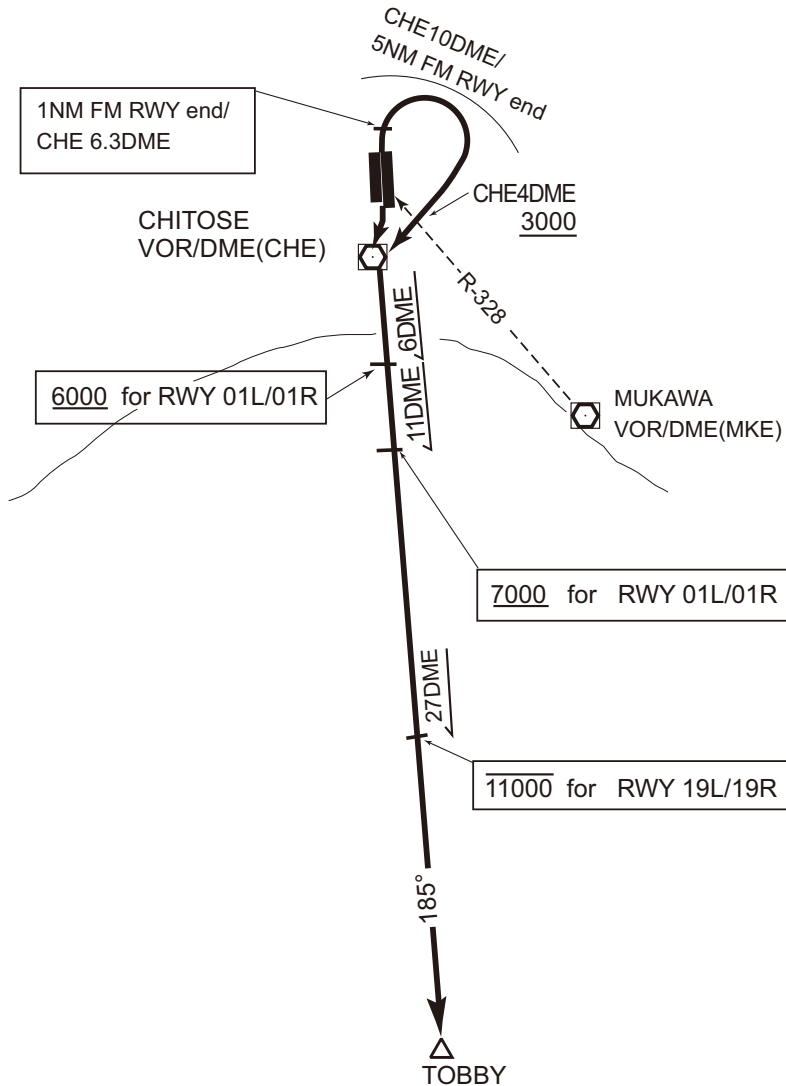 CHE10DME/
5NM FM RWY end
1NM FM RWY end/
CHE 6.3DME
CHE4DME
3000
CHITOSE
VOR/DME(CHE)
R-328
6DME
6000 for RWY 01L/01R
11DME
MUKAWA
VOR/DME(MKE)
7000 for RWY 01L/01R
27DME
11000 for RWY 19L/19R
185°
TOBBY